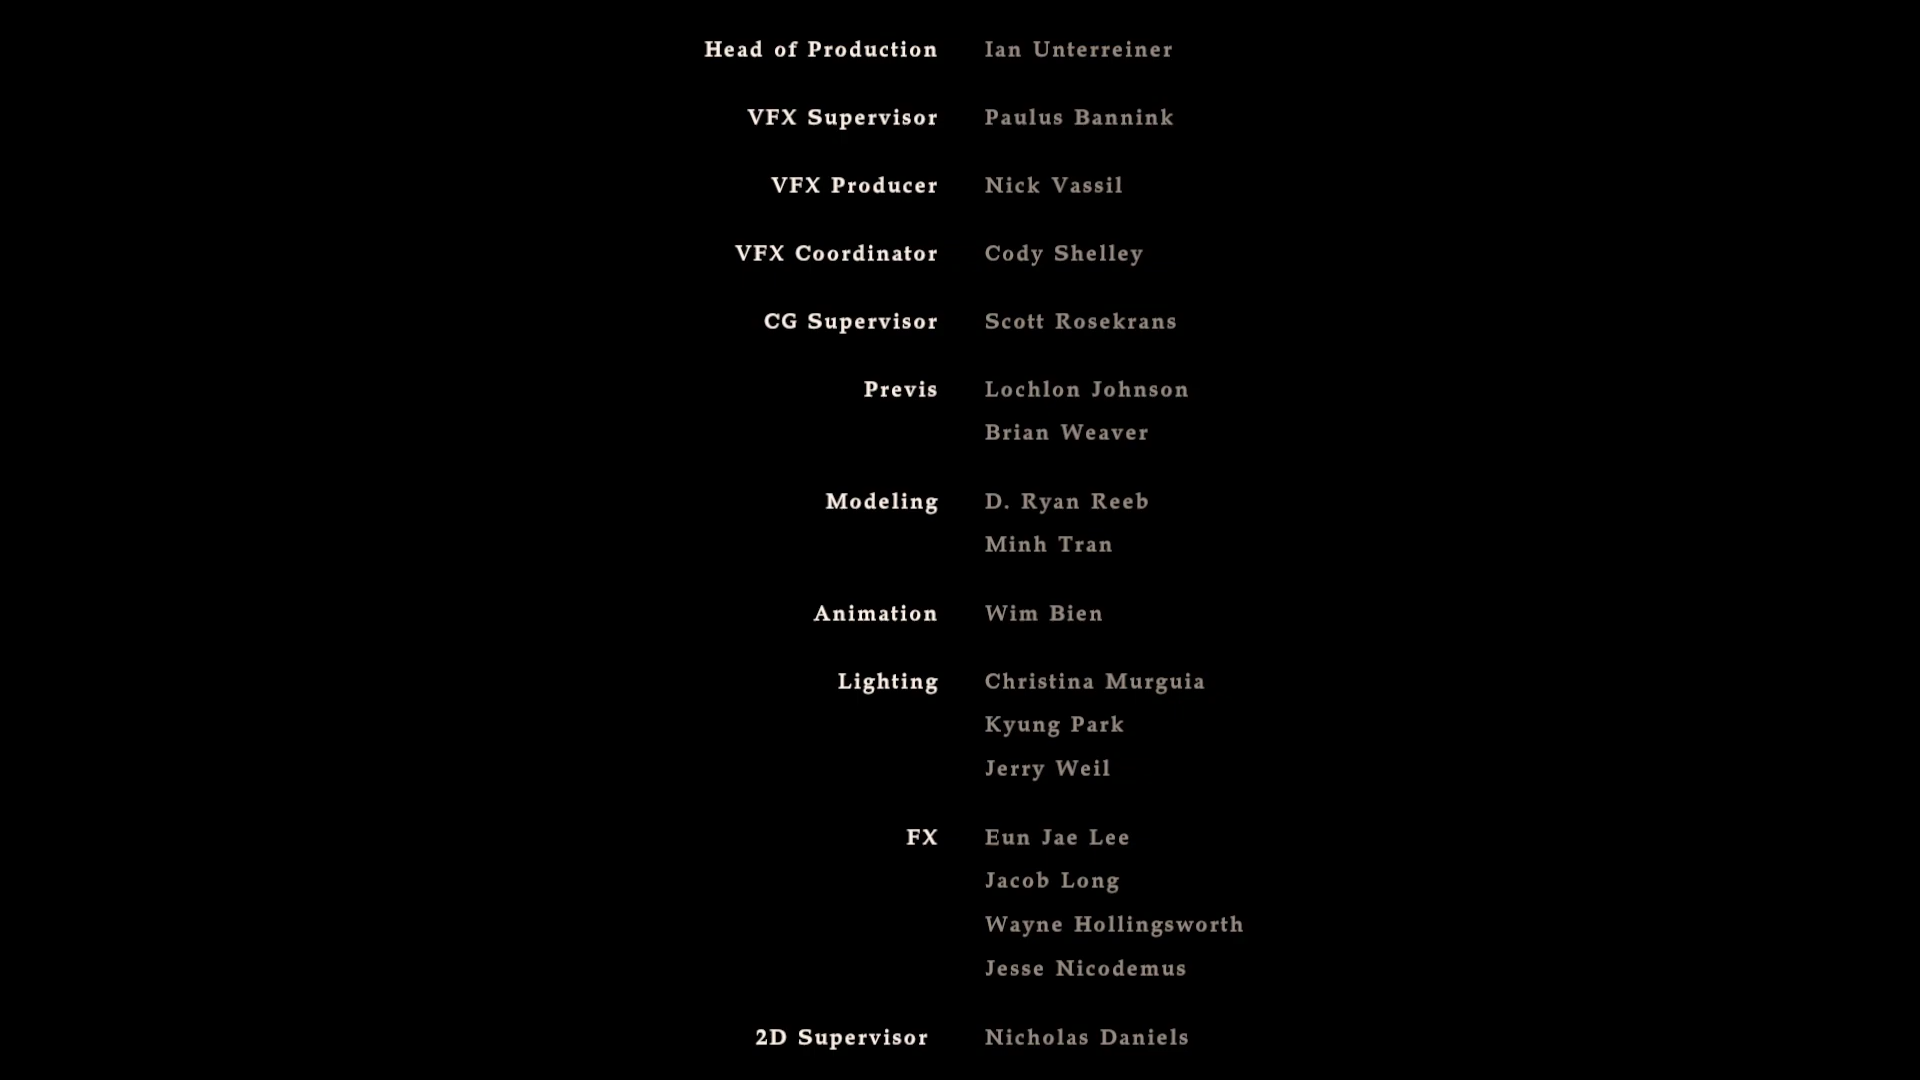 Head of Production Ian Unterreiner
VFX Supervisor Paulus Bannink
VFX Producer Nick Vassil
VFX Coordinator Cody Shelley
CG Supervisor Scott Rosekrans
Previs Lochlon Johnson
Brian Weaver
Modeling D. Ryan Reeb
Minh Tran
Animation Wim Bien
Lighting Christina Murguia
Kyung Park
Jerry Weil
FX Eun Jae Lee
Jacob Long
Wayne Hollingsworth
Jesse Nicodemus
2D Supervisor Nicholas Daniels